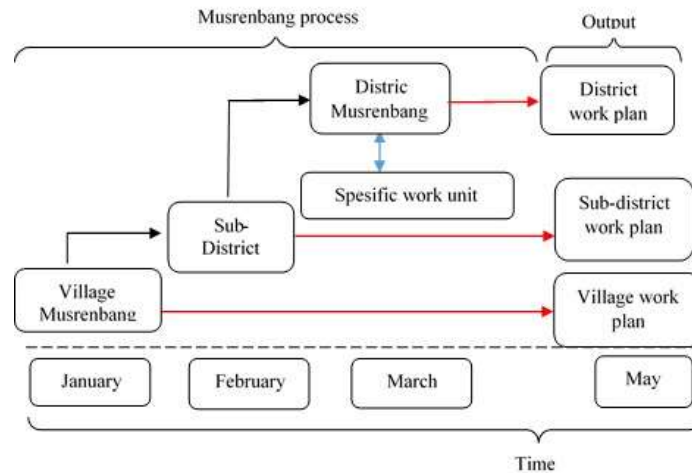 Musrenbang process
Output
Distric
Musrenbang
District
work plan
Spesific work unit
Sub-
District
Sub-district
work plan
Village
Musrenbang
Village work
plan
January
February
March
May
Time